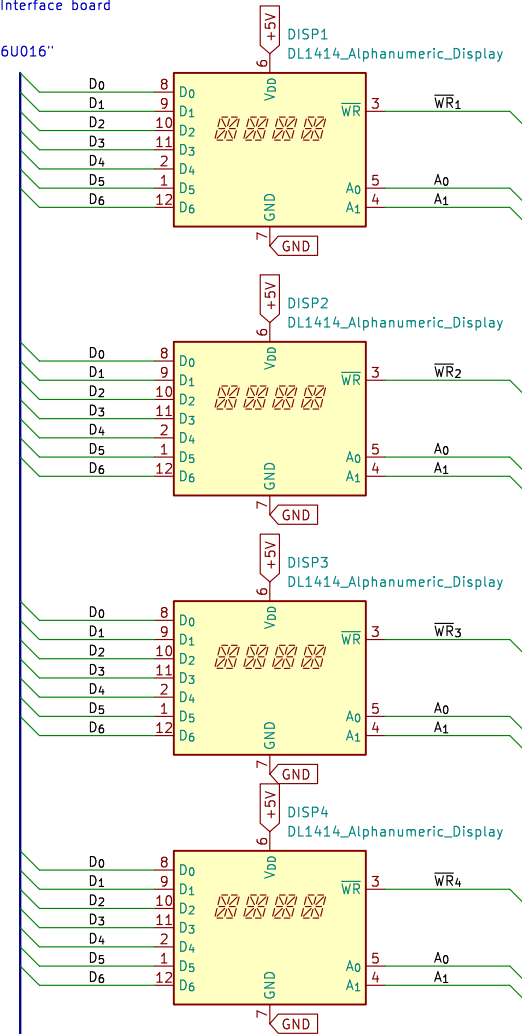 Interface board
6U016"
+5V
DISP1
DL1414_Alphanumeric_Display
6
VDD
D0 8 D0
D1 9 D1 WR 3 WR1
D2 10 D2
D3 11 D3
D4 2 D4
D5 1 D5 A0 5 A0
D6 12 D6 A1 4 A1
GND
7
GND
+5V
DISP2
DL1414_Alphanumeric_Display
6
VDD
D0 8 D0
D1 9 D1 WR 3 WR2
D2 10 D2
D3 11 D3
D4 2 D4
D5 1 D5 A0 5 A0
D6 12 D6 A1 4 A1
GND
7
GND
+5V
DISP3
DL1414_Alphanumeric_Display
6
VDD
D0 8 D0
D1 9 D1 WR 3 WR3
D2 10 D2
D3 11 D3
D4 2 D4
D5 1 D5 A0 5 A0
D6 12 D6 A1 4 A1
GND
7
GND
+5V
DISP4
DL1414_Alphanumeric_Display
6
VDD
D0 8 D0
D1 9 D1 WR 3 WR4
D2 10 D2
D3 11 D3
D4 2 D4
D5 1 D5 A0 5 A0
D6 12 D6 A1 4 A1
GND
7
GND